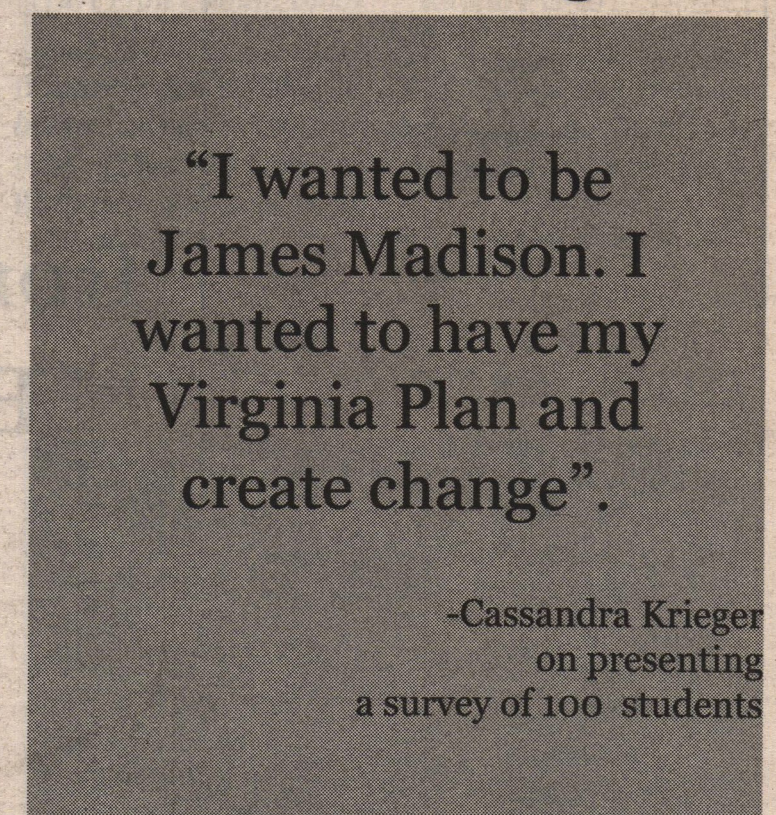 “I wanted to be
James Madison. I
wanted to have my
Virginia Plan and
create change”.
-Cassandra Krieger
on presenting
a survey of 100 students